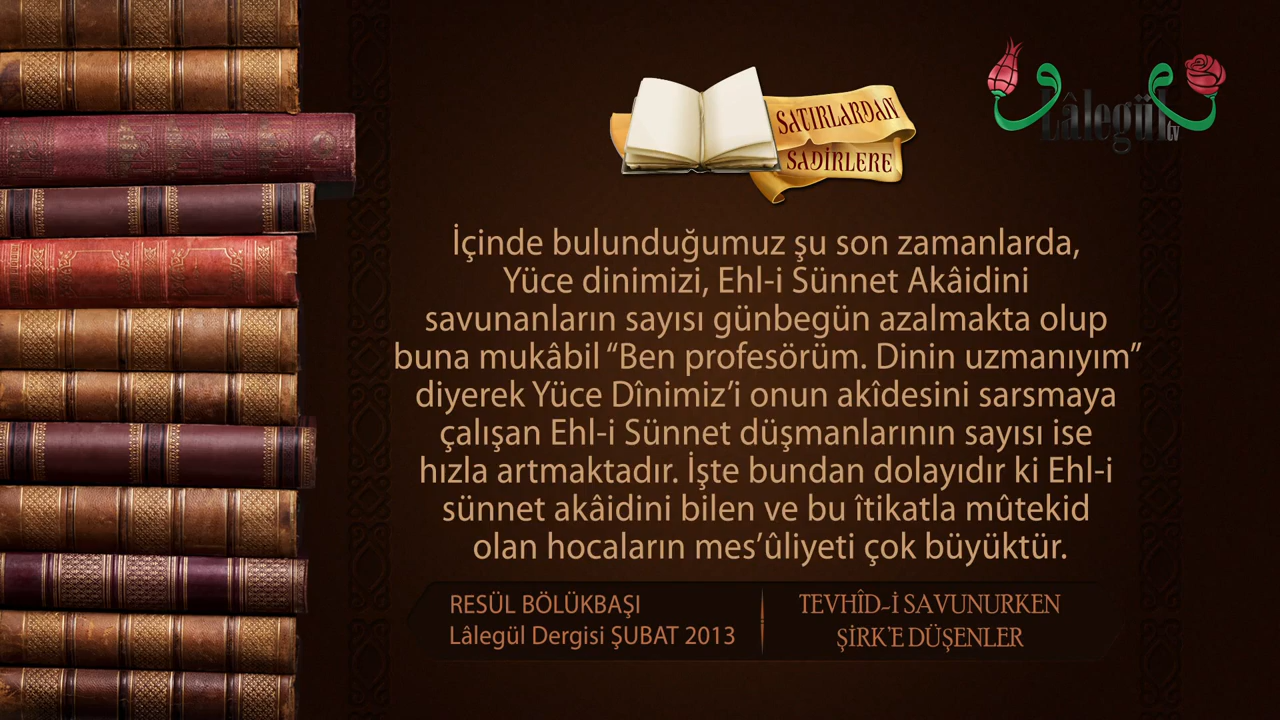 SATIRLARDAN
SADİRLERE
Lâlegül tv
İçinde bulunduğumuz şu son zamanlarda,
Yüce dinimizi, Ehl-i Sünnet Akâidini
savunanların sayısı günbegün azalmakta olup
buna mukâbil “Ben profesörüm. Dinin uzmanıyım”
diyerek Yüce Dînimiz’i onun akîdesini sarsmaya
çalışan Ehl-i Sünnet düşmanlarının sayısı ise
hızla artmaktadır. İşte bundan dolayıdır ki Ehl-i
sünnet akâidini bilen ve bu îtikatla mûtekid
olan hocaların mes’ûliyeti çok büyüktür.
RESÜL BÖLÜKBAŞI
Lâlegül Dergisi ŞUBAT 2013
TEVHÎD-İ SAVUNURKEN
ŞİRK'E DÜŞENLER